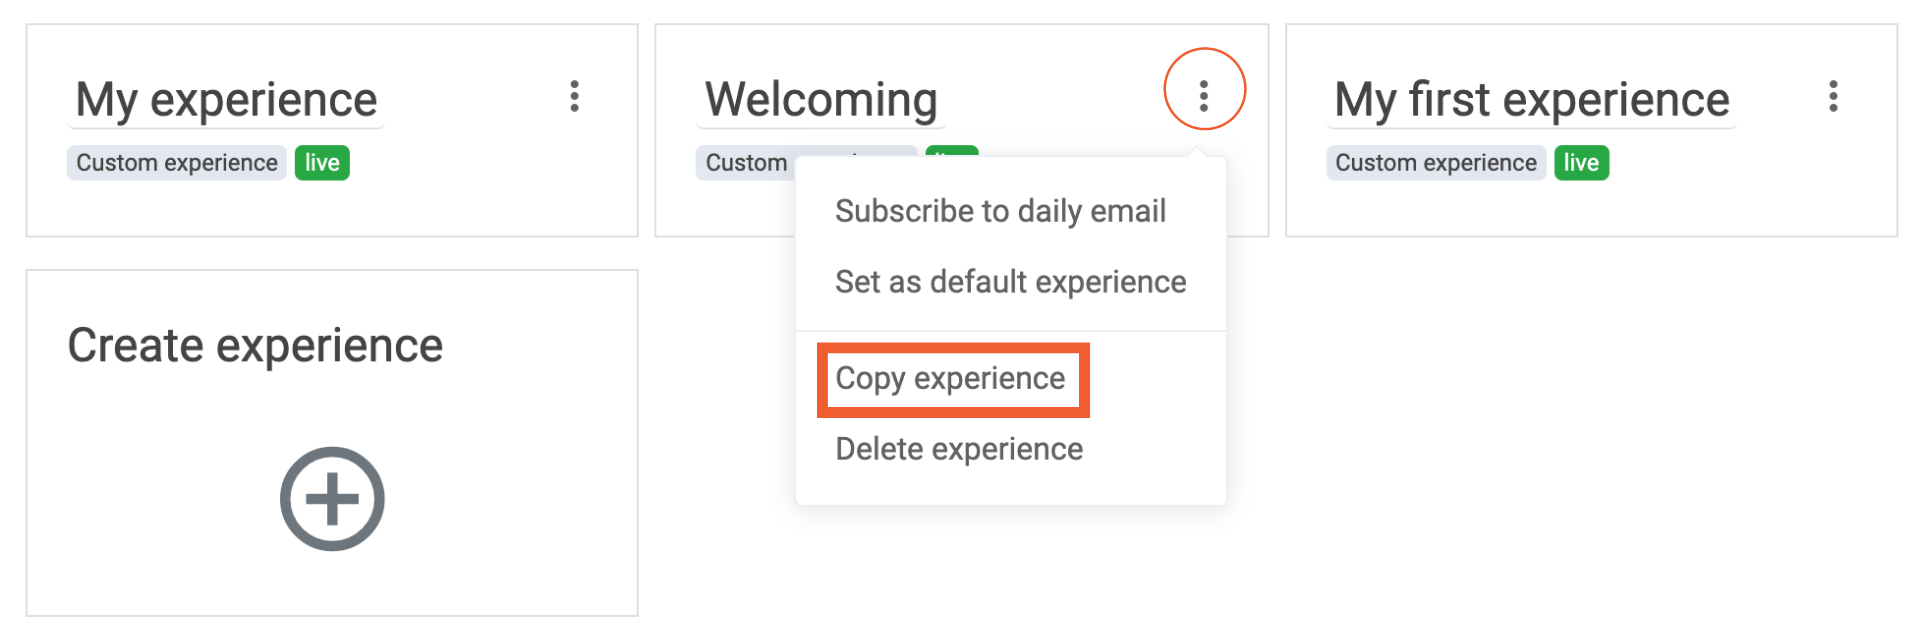 My experience
Custom experience live
Welcoming
Custom
My first experience
Custom experience live
Subscribe to daily email
Set as default experience
Copy experience
Delete experience
Create experience